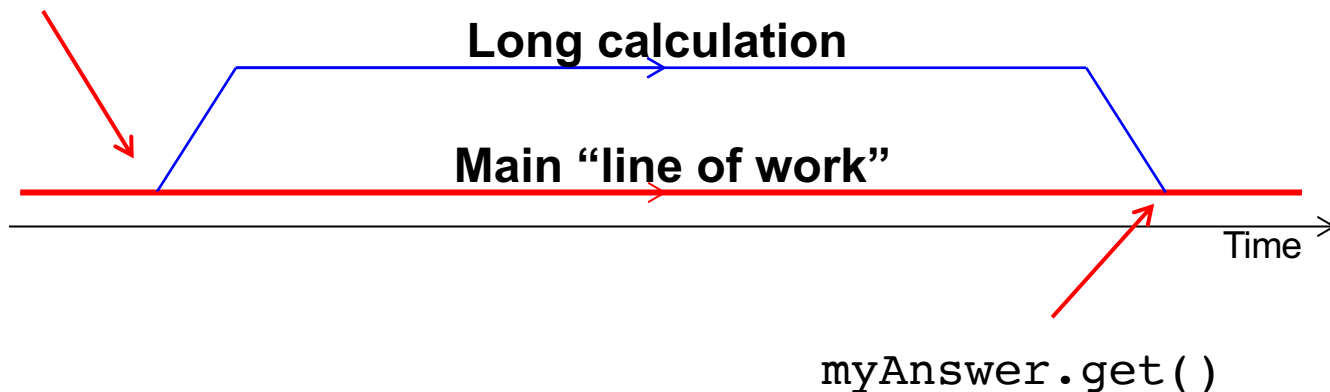 Long calculation
Main “line of work”
Time
myAnswer.get()